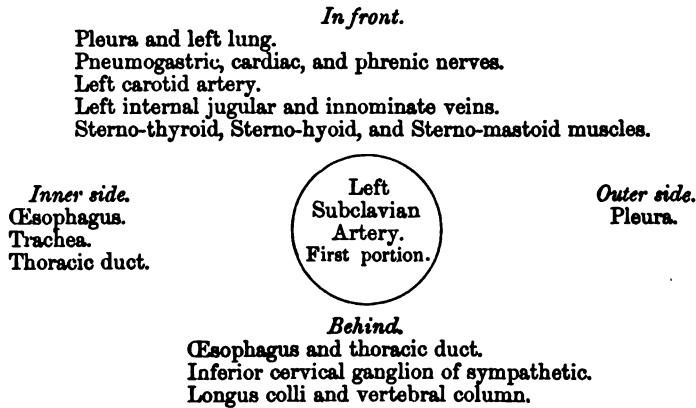 In front.
Pleura and left lung.
Pneumogastric, cardiac, and phrenic nerves.
Left carotid artery.
Left internal jugular and innominate veins.
Sterno-thyroid, Sterno-hyoid, and Sterno-mastoid muscles.
Inner side.
Œsophagus.
Trachea.
Thoracic duct.
Left
Subclavian
Artery.
First portion.
Outer side.
Pleura.
Behind.
Œsophagus and thoracic duct.
Inferior cervical ganglion of sympathetic.
Longus colli and vertebral column.